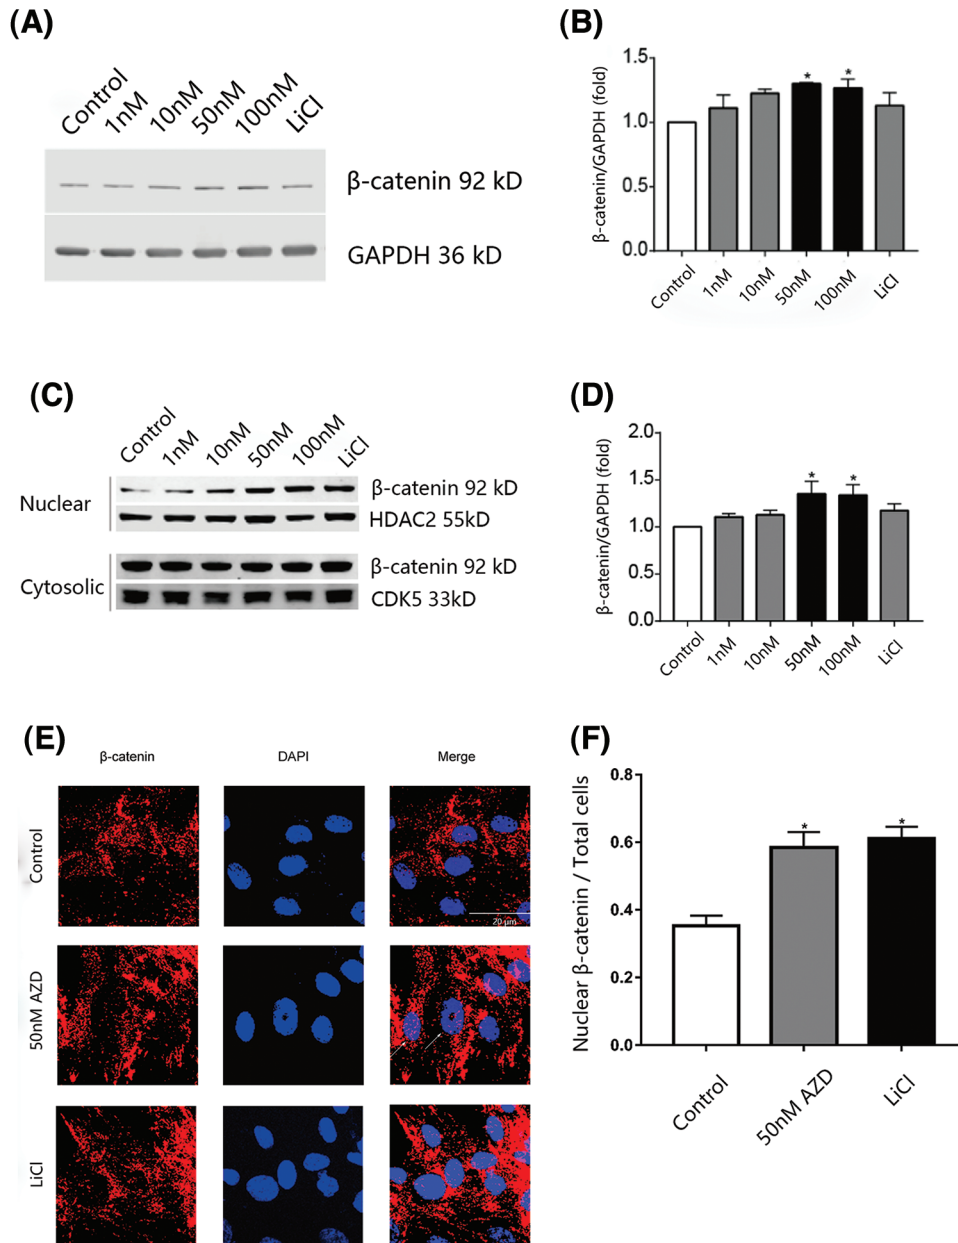 (A)
Control 1nM 10nM 50nM 100nM LiCl
β-catenin 92 kD
GAPDH 36 kD
(B)
β-catenin/GAPDH (fold)
1.5
1.0
0.5
0.0
* *
Control 1nM 10nM 50nM 100nM LiCl
(C)
Control 1nM 10nM 50nM 100nM LiCl
Nuclear
β-catenin 92 kD
HDAC2 55kD
Cytosolic
β-catenin 92 kD
CDK5 33kD
(D)
β-catenin/GAPDH (fold)
2.0
1.5
1.0
0.5
0.0
* *
Control 1nM 10nM 50nM 100nM LiCl
(E)
β-catenin DAPI Merge
Control
20 μm
50nM AZD
LiCl
(F)
Nuclear β-catenin / Total cells
0.8
0.6
0.4
0.2
0.0
* *
Control 50nM AZD LiCl